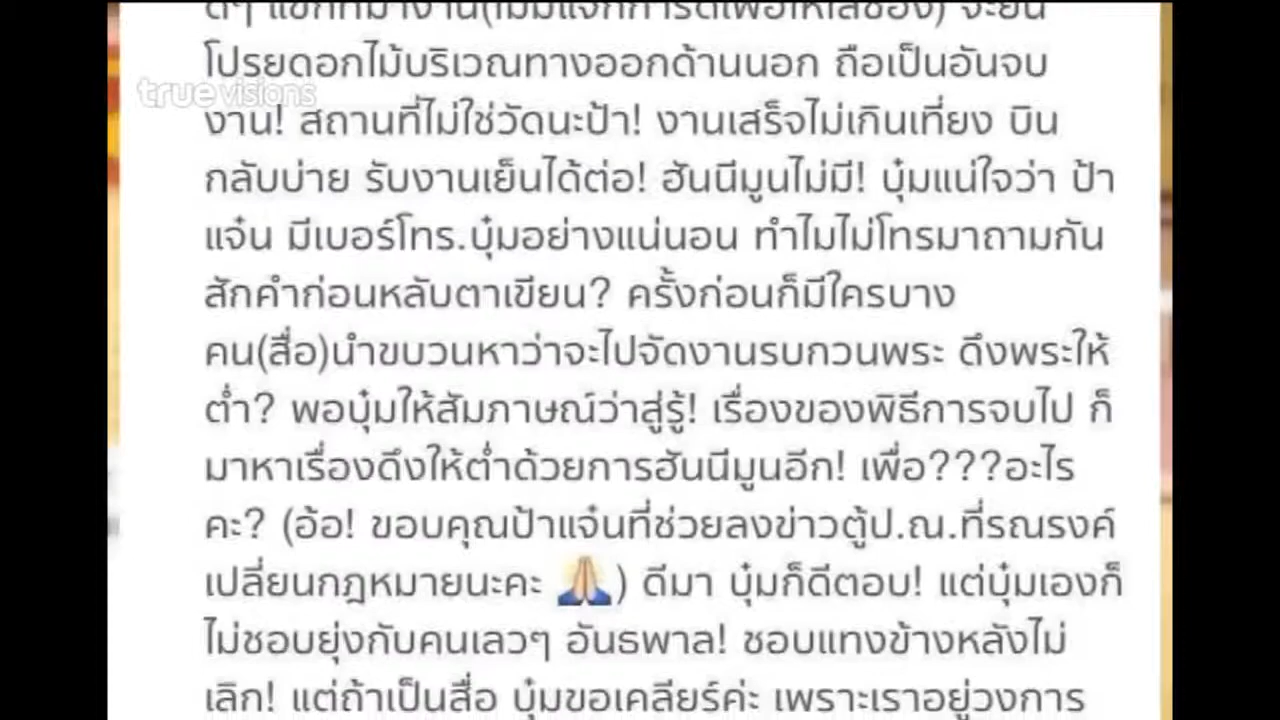 โปรยดอกไม้บริเวณทางออกด้านนอก ถือเป็นอันจบ
true visions
งาน! สถานที่ไม่ใช่วัดนะป้า! งานเสร็จไม่เกินเที่ยง บิน
กลับบ่าย รับงานเย็นได้ต่อ! ฮันนีมูนไม่มี! บุ๋มแน่ใจว่า ป้า
แจ๋น มีเบอร์โทร.บุ๋มอย่างแน่นอน ทำไมไม่โทรมาถามกัน
สักคำก่อนหลับตาเขียน? ครั้งก่อนก็มีใครบาง
คน(สื่อ)นำขบวนหาว่าจะไปจัดงานรบกวนพระ ดึงพระให้
ต่ำ? พอบุ๋มให้สัมภาษณ์ว่าสู่รู้! เรื่องของพิธีการจบไป ก็
มาหาเรื่องดึงให้ต่ำด้วยการฮันนีมูนอีก! เพื่อ???อะไร
คะ? (อ้อ! ขอบคุณป้าแจ๋นที่ช่วยลงข่าวตู้ป.ณ.ที่รณรงค์
เปลี่ยนกฎหมายนะคะ 🙏) ดีมา บุ๋มก็ดีตอบ! แต่บุ๋มเองก็
ไม่ชอบยุ่งกับคนเลวๆ อันธพาล! ชอบแทงข้างหลังไม่
เลิก! แต่ถ้าเป็นสื่อ บุ๋มขอเคลียร์ค่ะ เพราะเราอยู่วงการ